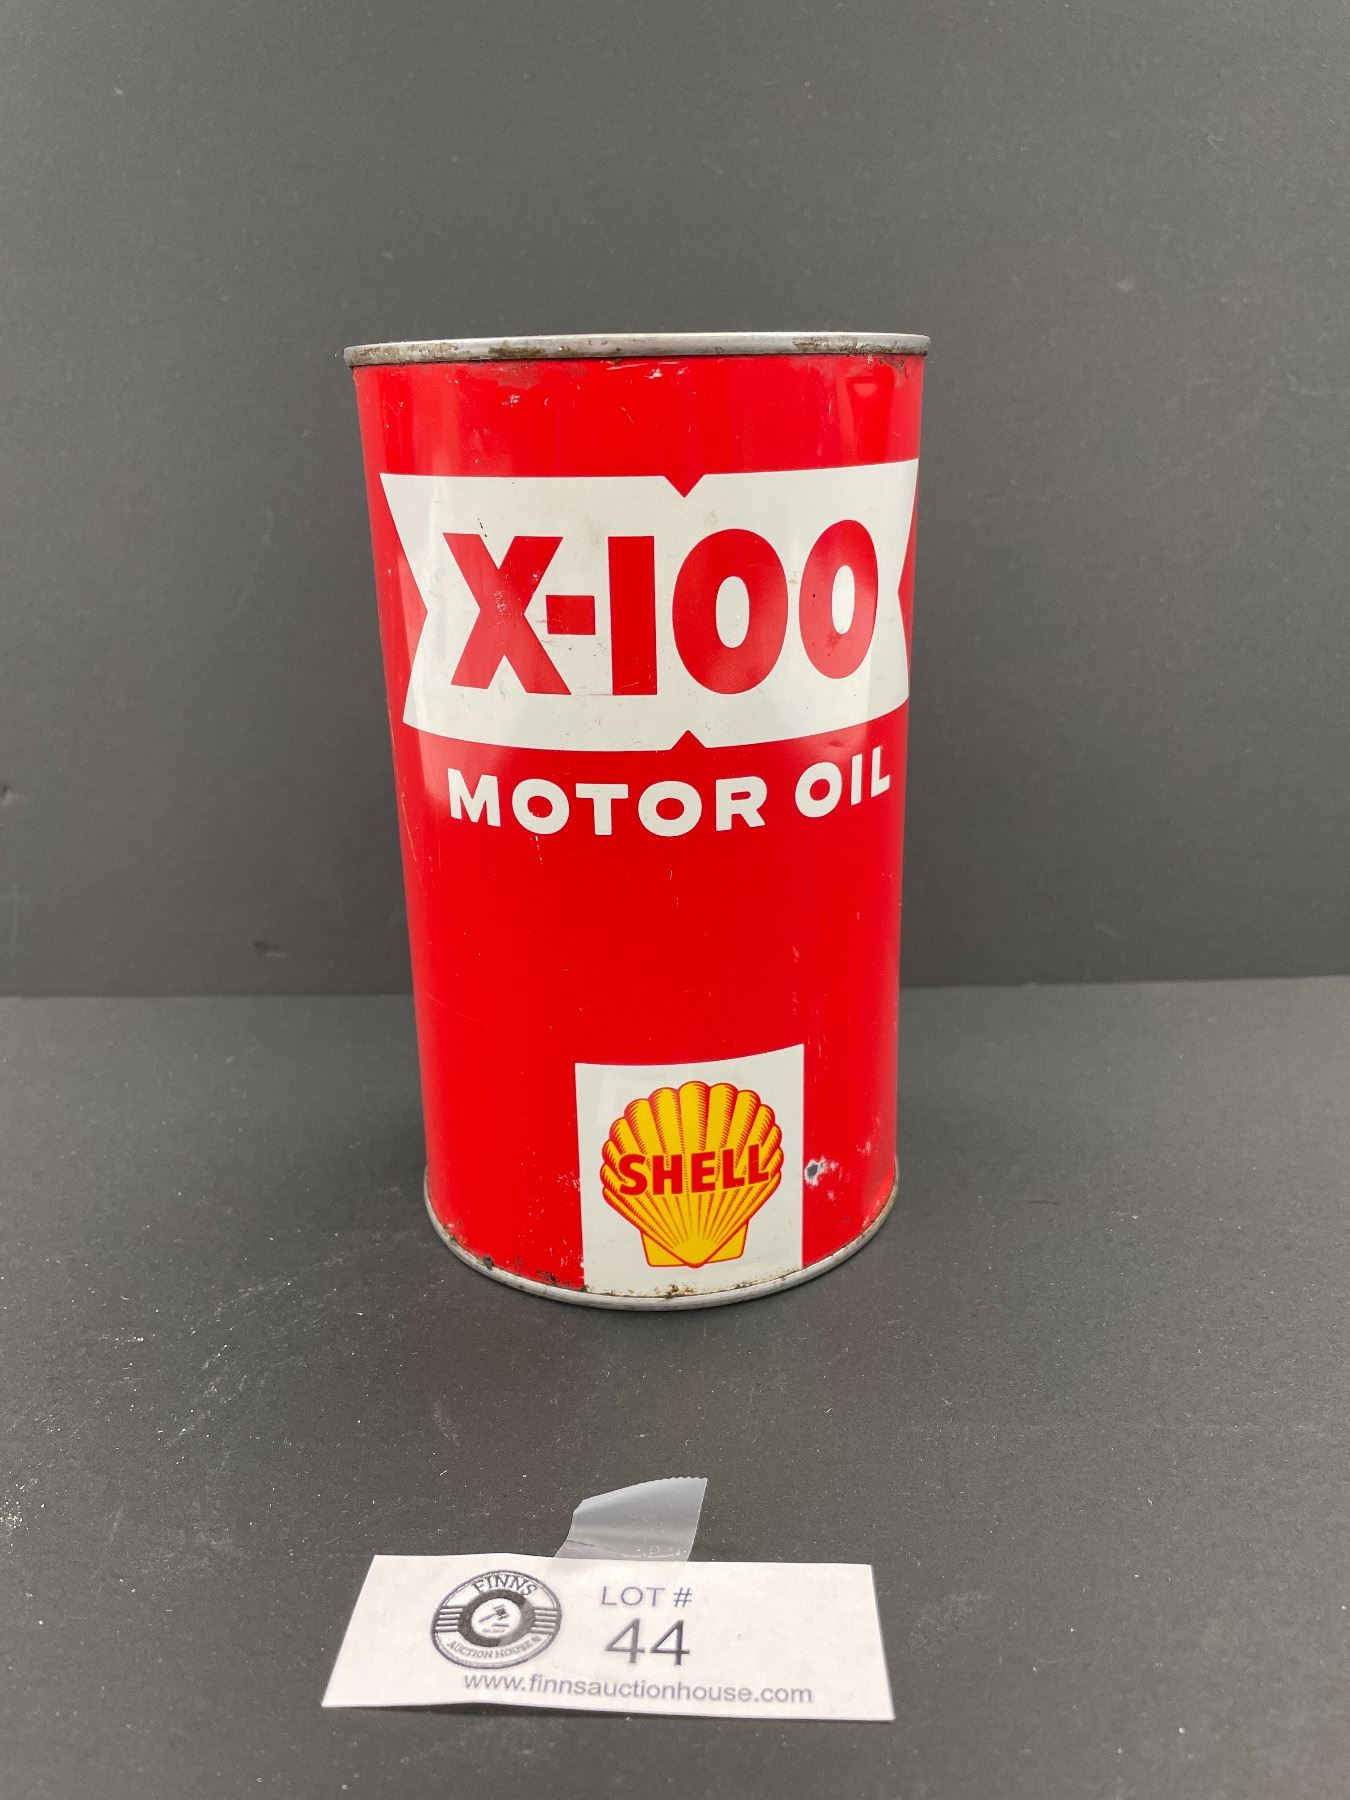 X-100
MOTOR OIL
SHELL
FINNS
AUCTION HOUSE
LOT #
44
www.finnsauctionhouse.com